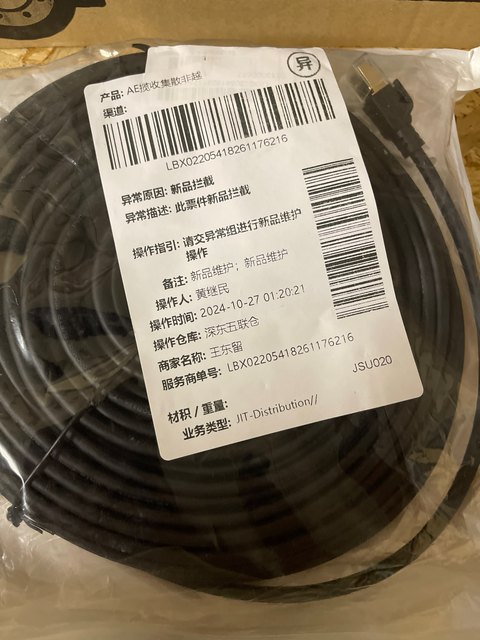 异
产品: AE揽收集散非越
渠道:
LBX02205418261176216
异常原因: 新品拦截
异常描述: 此票件新品拦截
操作指引: 请交异常组进行新品维护
操作
备注: 新品维护; 新品维护
操作人: 黄继民
操作时间: 2024-10-27 01:20:21
操作仓库: 深东五联仓
商家名称: 王东留
服务商单号: LBX02205418261176216
JSU020
材积 / 重量:
业务类型: JIT-Distribution//